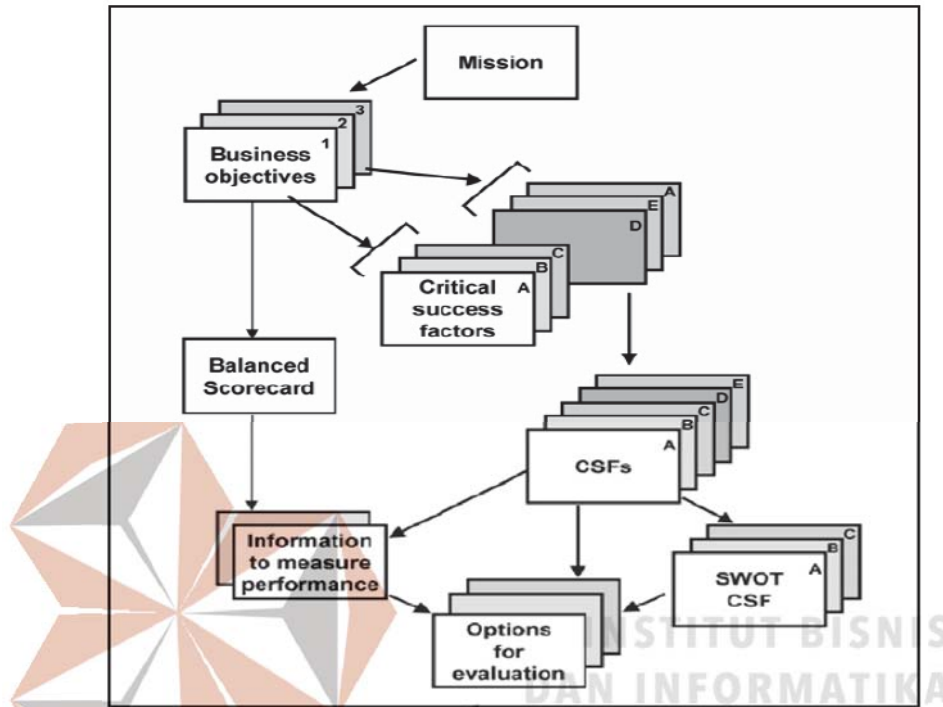 Mission
3
2
1
Business
objectives
A
E
D
C
B
A
Critical
success
factors
Balanced
Scorecard
E
D
C
B
A
CSFs
Information
to measure
performance
C
B
A
SWOT
CSF
Options
for
evaluation
INSTITUT BISNIS
DAN INFORMATIKA